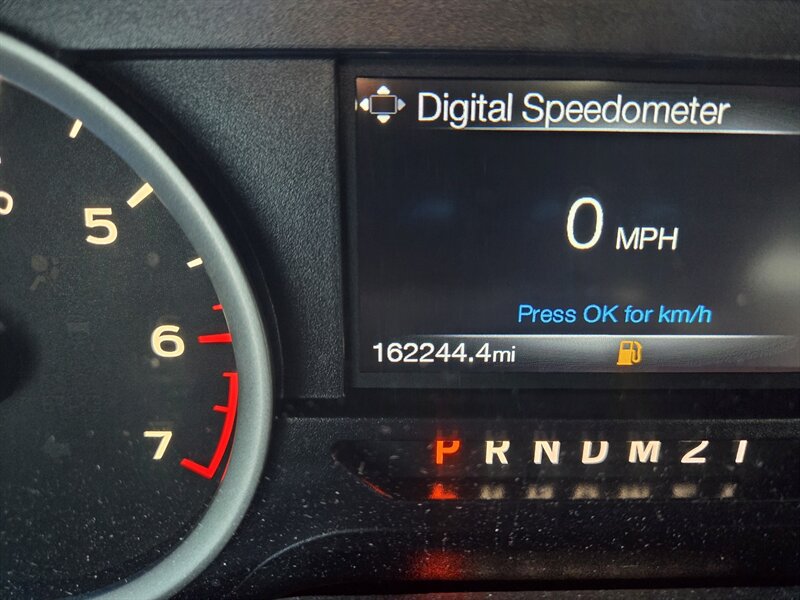 Digital Speedometer
5
0 MPH
Press OK for km/h
6
162244.4mi
7
P R N D M 2 1